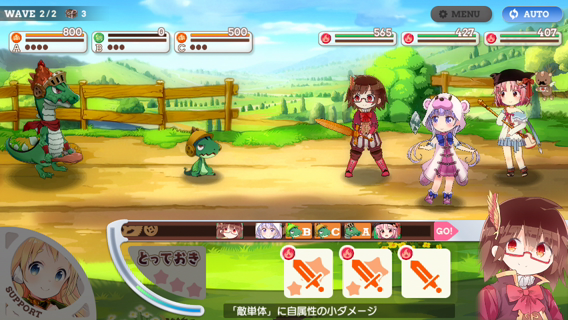 WAVE 2/2 3
MENU
AUTO
800
0
500
565
427
407
A
B
C
B C A
GO!
とっておき
SUPPORT
「敵単体」に自属性の小ダメージ